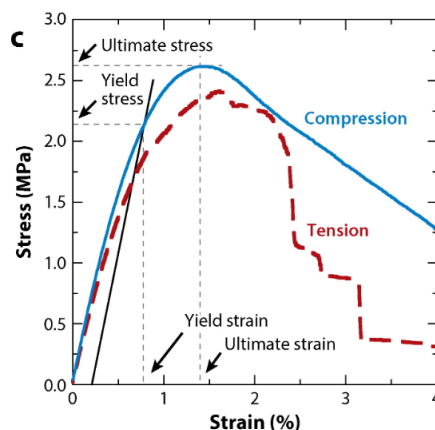 c
3.0
2.5
2.0
1.5
1.0
0.5
0.0
Stress (MPa)
Ultimate stress
Yield
stress
Compression
Tension
Yield strain
Ultimate strain
0
1
2
3
4
Strain (%)